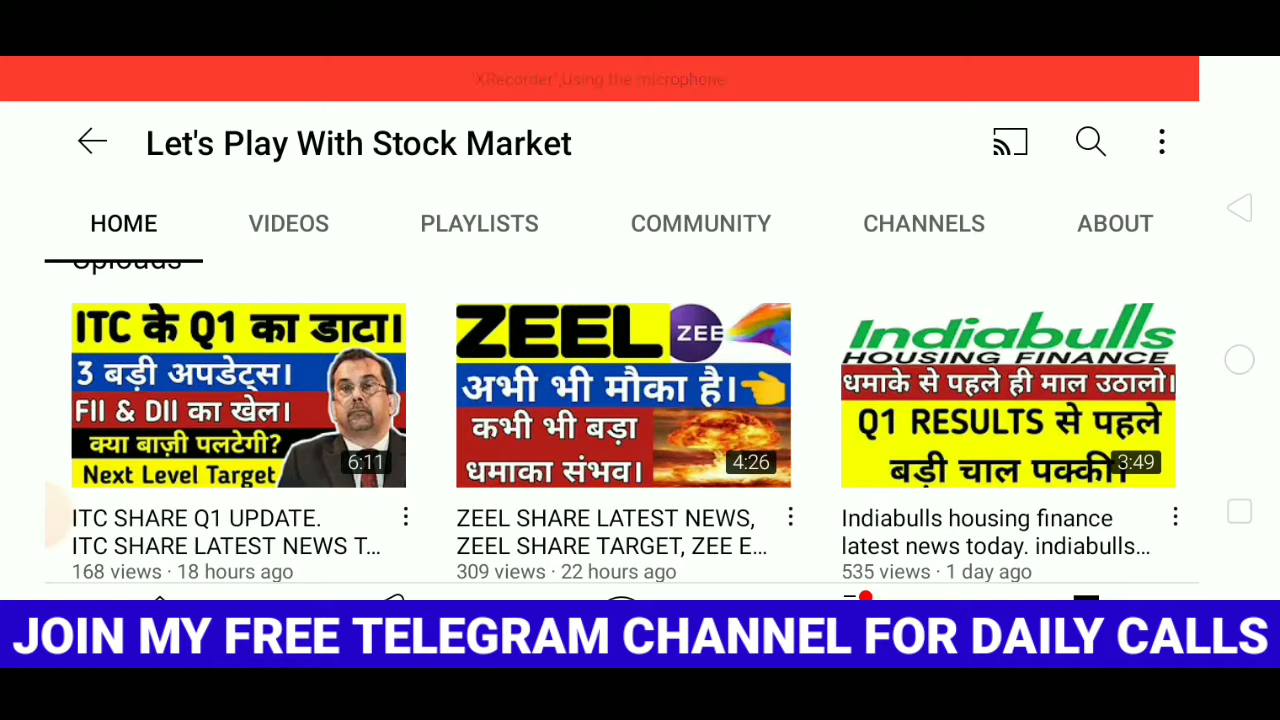 'XRecorder',Using the microphone
Let's Play With Stock Market
HOME VIDEOS PLAYLISTS COMMUNITY CHANNELS ABOUT
Uploads
ITC के Q1 का डाटा।
3 बड़ी अपडेट्स।
FII & DII का खेल।
क्या बाज़ी पलटेगी?
Next Level Target
6:11
ITC SHARE Q1 UPDATE.
ITC SHARE LATEST NEWS T...
168 views · 18 hours ago
ZEEL ZEE
अभी भी मौका है।
कभी भी बड़ा
धमाका संभव।
4:26
ZEEL SHARE LATEST NEWS,
ZEEL SHARE TARGET, ZEE E...
309 views · 22 hours ago
Indiabulls
HOUSING FINANCE
धमाके से पहले ही माल उठालो।
Q1 RESULTS से पहले
बड़ी चाल पक्की।
3:49
Indiabulls housing finance
latest news today. indiabulls...
535 views · 1 day ago
JOIN MY FREE TELEGRAM CHANNEL FOR DAILY CALLS